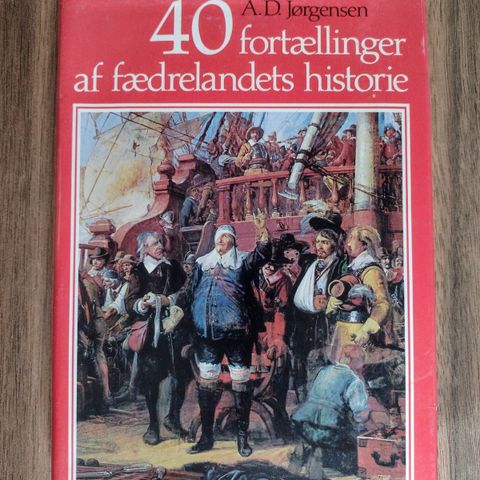 A.D. Jørgensen
40 fortællinger
af fædrelandets historie